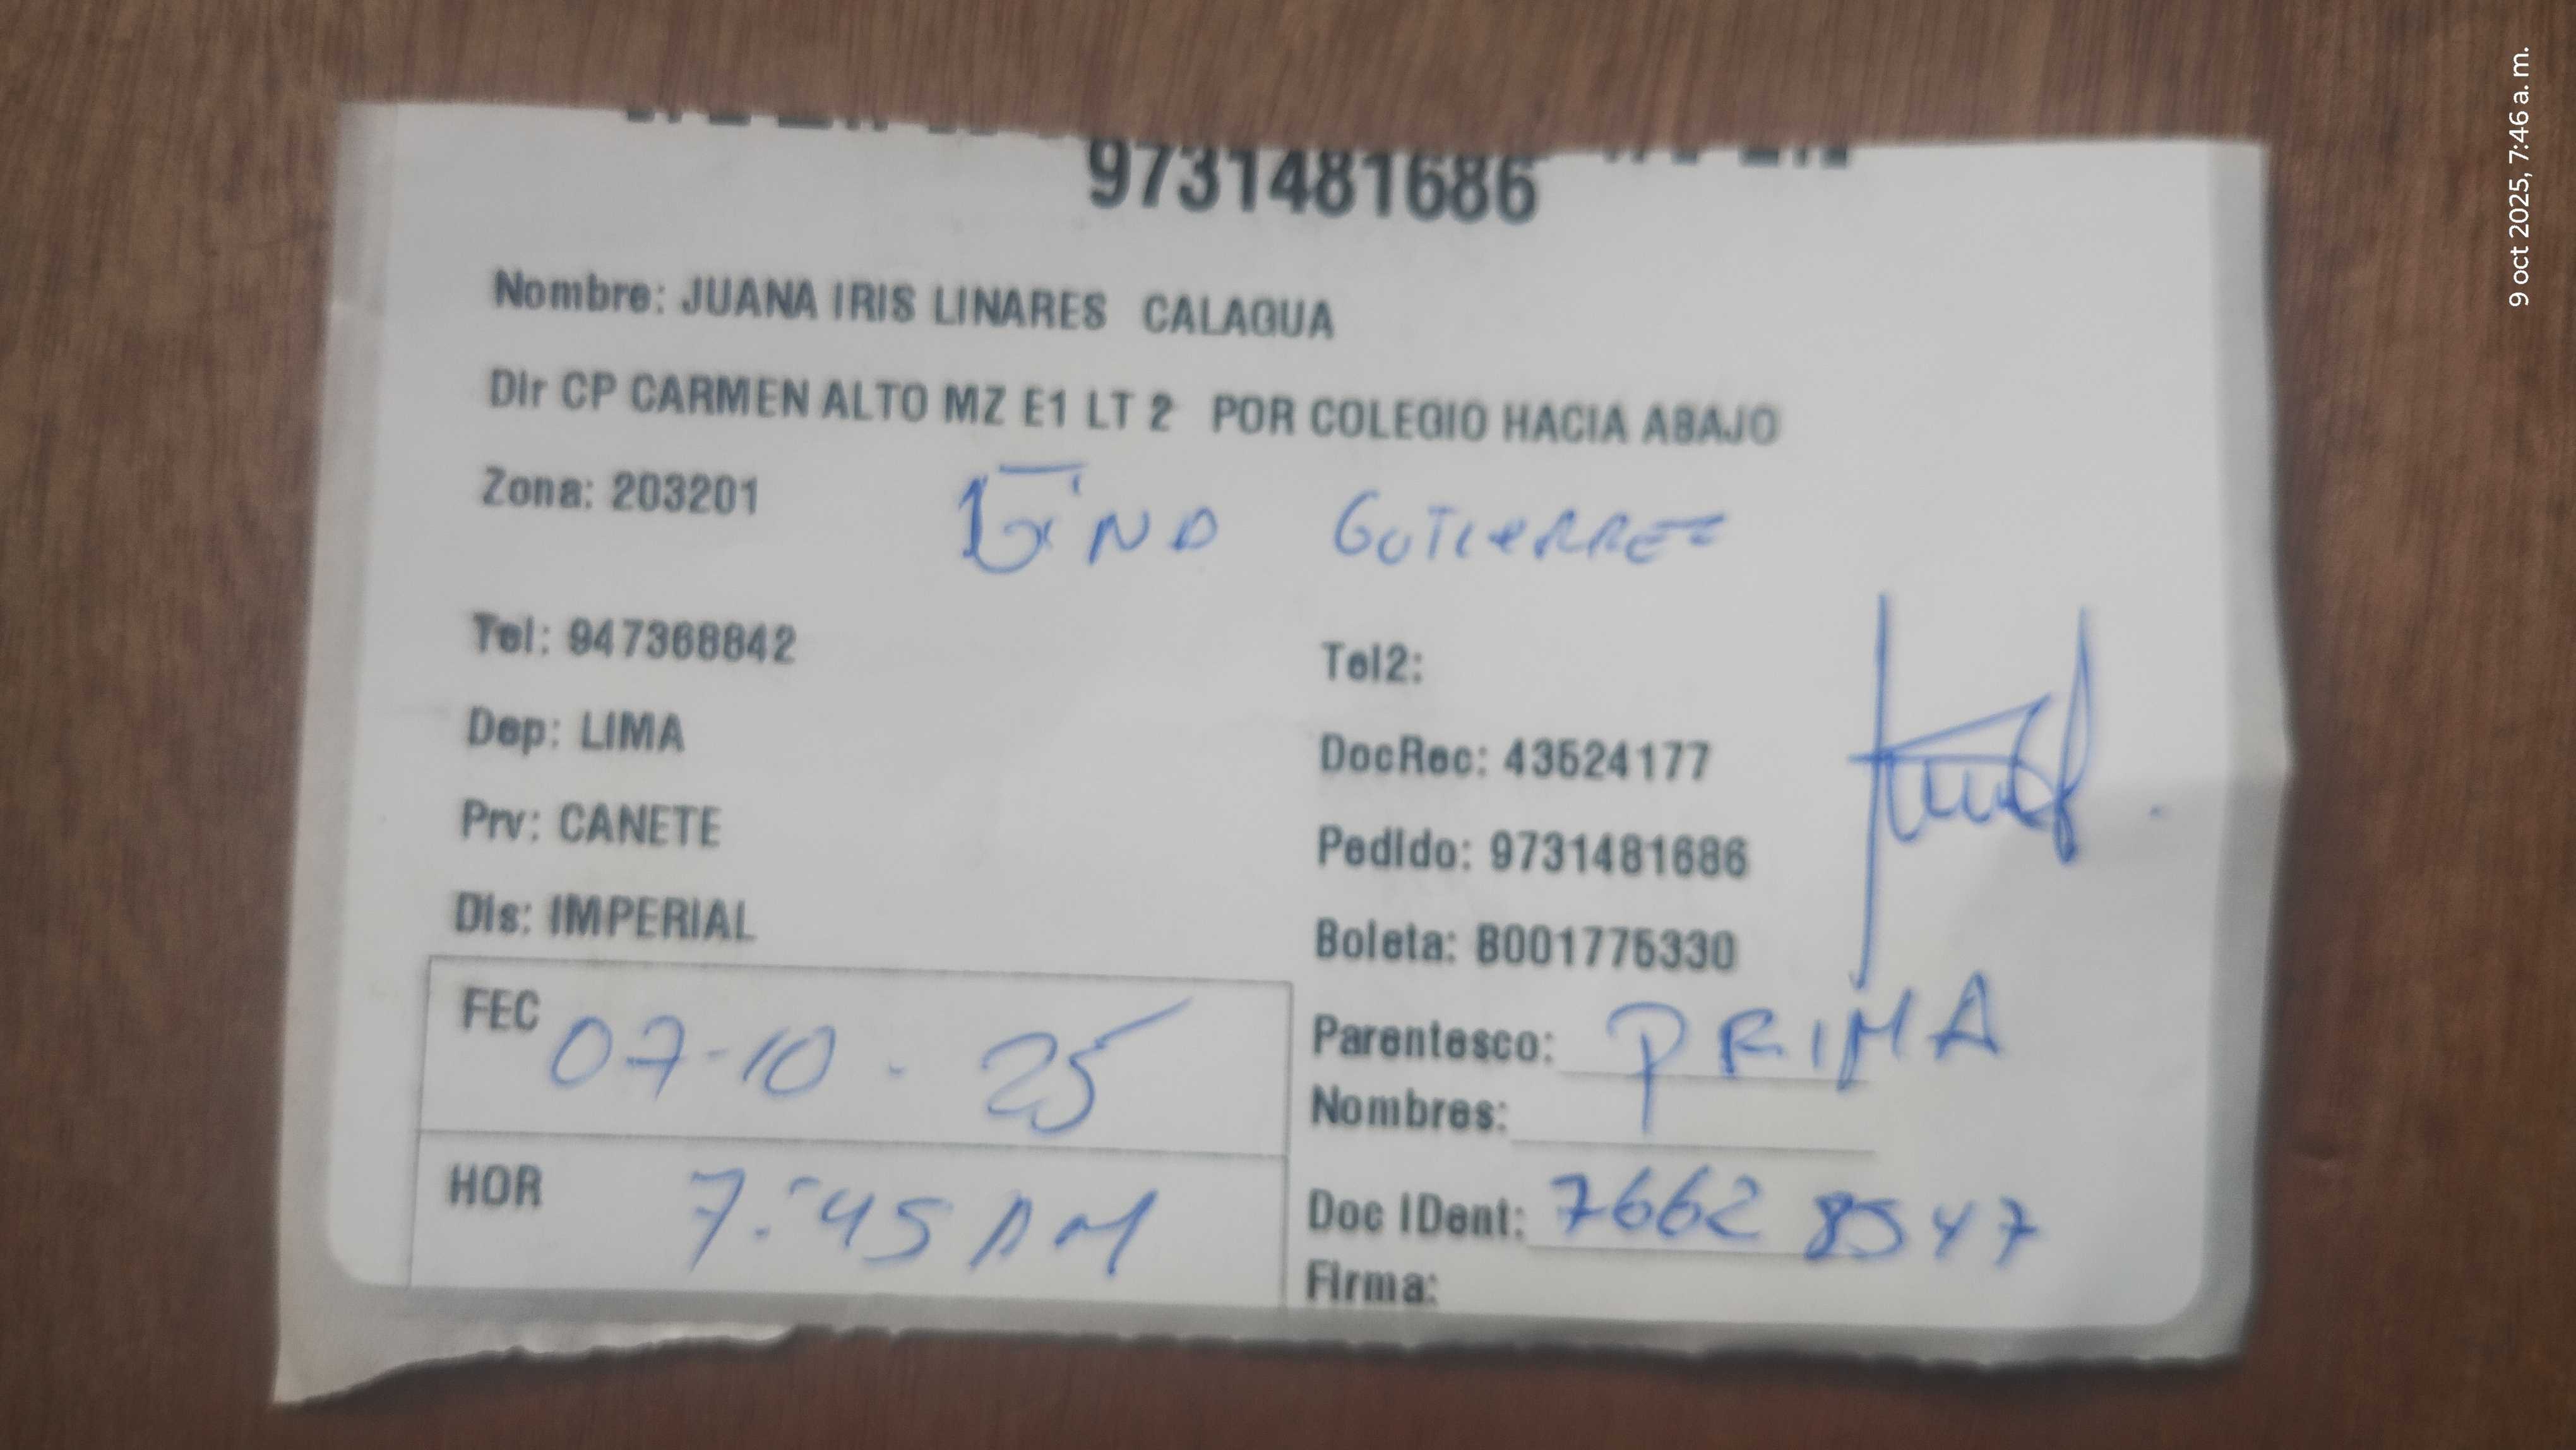 9731481686
Nombre: JUANA IRIS LINARES CALAGUA
Dir CP CARMEN ALTO MZ E1 LT 2 POR COLEGIO HACIA ABAJO
Zona: 203201
GUTIERREZ
Tel: 947368842
Tel2:
Dep: LIMA
DocRec: 43524177
Prv: CANETE
Pedido: 9731481686
Dis: IMPERIAL
Boleta: B001775330
FEC 07-10-25
Parentesco: PRIMA
Nombres:
HOR 7:45 AM
Doc IDent: 76628547
Firma:
9 oct 2025, 7:46 a. m.